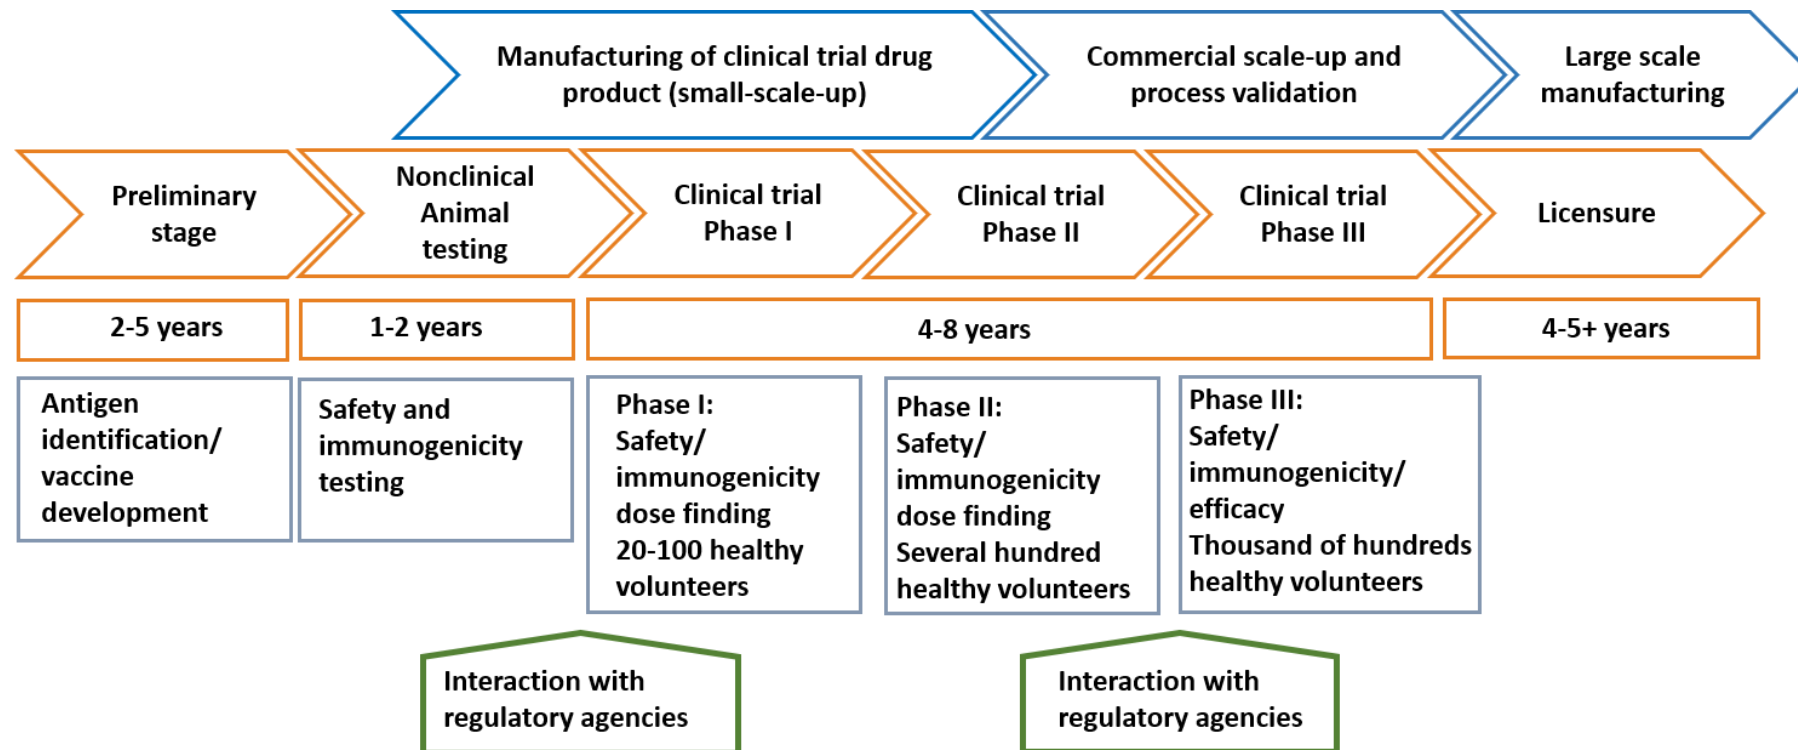 Manufacturing of clinical trial drug
product (small-scale-up)
Commercial scale-up and
process validation
Large scale
manufacturing
Preliminary
stage
Nonclinical
Animal
testing
Clinical trial
Phase I
Clinical trial
Phase II
Clinical trial
Phase III
Licensure
2-5 years
1-2 years
4-8 years
4-5+ years
Antigen
identification/
vaccine
development
Safety and
immunogenicity
testing
Phase I:
Safety/
immunogenicity
dose finding
20-100 healthy
volunteers
Phase II:
Safety/
immunogenicity
dose finding
Several hundred
healthy volunteers
Phase III:
Safety/
immunogenicity/
efficacy
Thousand of hundreds
healthy volunteers
Interaction with
regulatory agencies
Interaction with
regulatory agencies